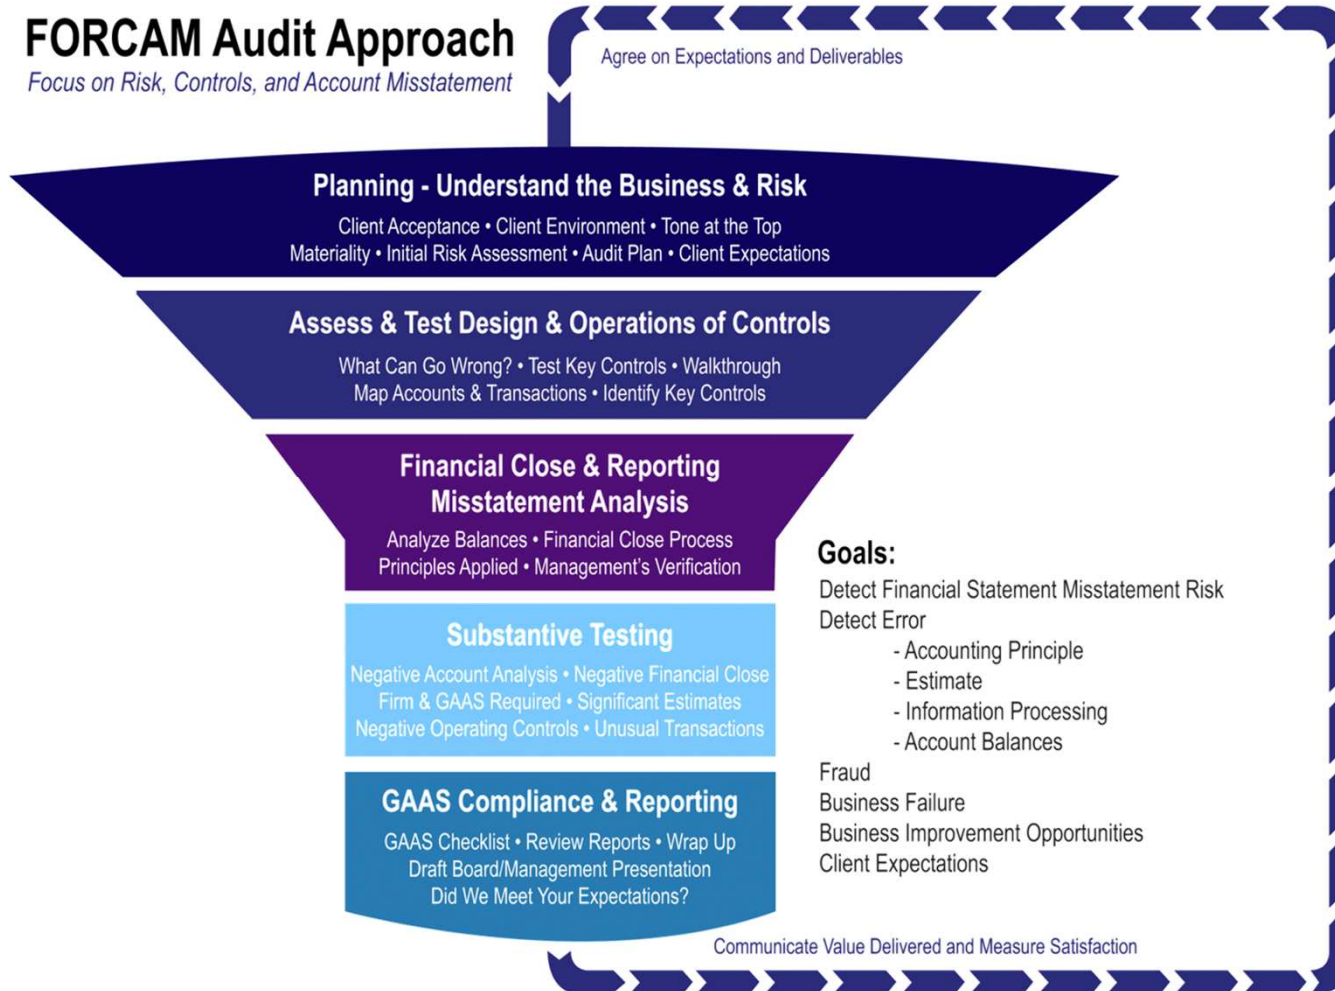 FORCAM Audit Approach
Focus on Risk, Controls, and Account Misstatement
Agree on Expectations and Deliverables
Planning - Understand the Business & Risk
Client Acceptance • Client Environment • Tone at the Top
Materiality • Initial Risk Assessment • Audit Plan • Client Expectations
Assess & Test Design & Operations of Controls
What Can Go Wrong? • Test Key Controls • Walkthrough
Map Accounts & Transactions • Identify Key Controls
Financial Close & Reporting
Misstatement Analysis
Analyze Balances • Financial Close Process
Principles Applied • Management's Verification
Substantive Testing
Negative Account Analysis • Negative Financial Close
Firm & GAAS Required • Significant Estimates
Negative Operating Controls • Unusual Transactions
GAAS Compliance & Reporting
GAAS Checklist • Review Reports • Wrap Up
Draft Board/Management Presentation
Did We Meet Your Expectations?
Goals:
Detect Financial Statement Misstatement Risk
Detect Error
- Accounting Principle
- Estimate
- Information Processing
- Account Balances
Fraud
Business Failure
Business Improvement Opportunities
Client Expectations
Communicate Value Delivered and Measure Satisfaction